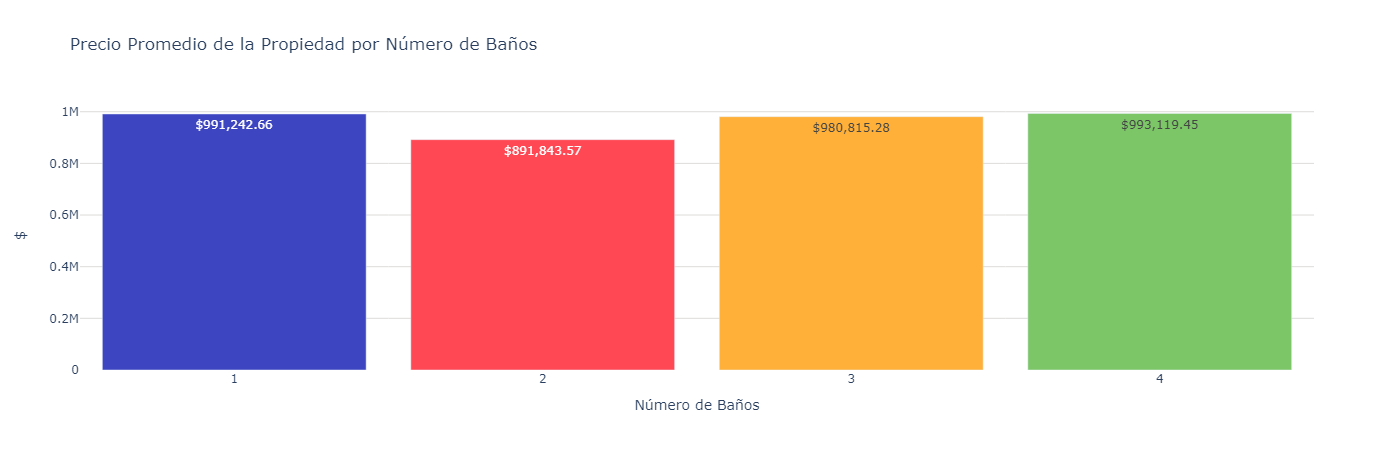 Precio Promedio de la Propiedad por Número de Baños
1M
0.8M
0.6M
0.4M
0.2M
0
$
$991,242.66
$891,843.57
$980,815.28
$993,119.45
1
2
3
4
Número de Baños